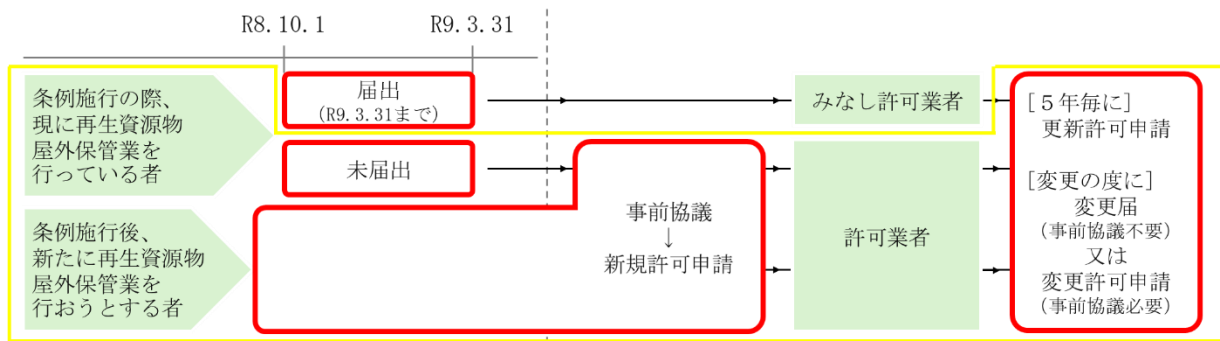 R8.10.1
R9.3.31
条例施行の際、
現に再生資源物
屋外保管業を
行っている者
届出
(R9.3.31まで)
みなし許可業者
未届出
条例施行後、
新たに再生資源物
屋外保管業を
行おうとする者
事前協議
↓
新規許可申請
許可業者
[５年毎に]
更新許可申請
[変更の度に]
変更届
(事前協議不要)
又は
変更許可申請
(事前協議必要)